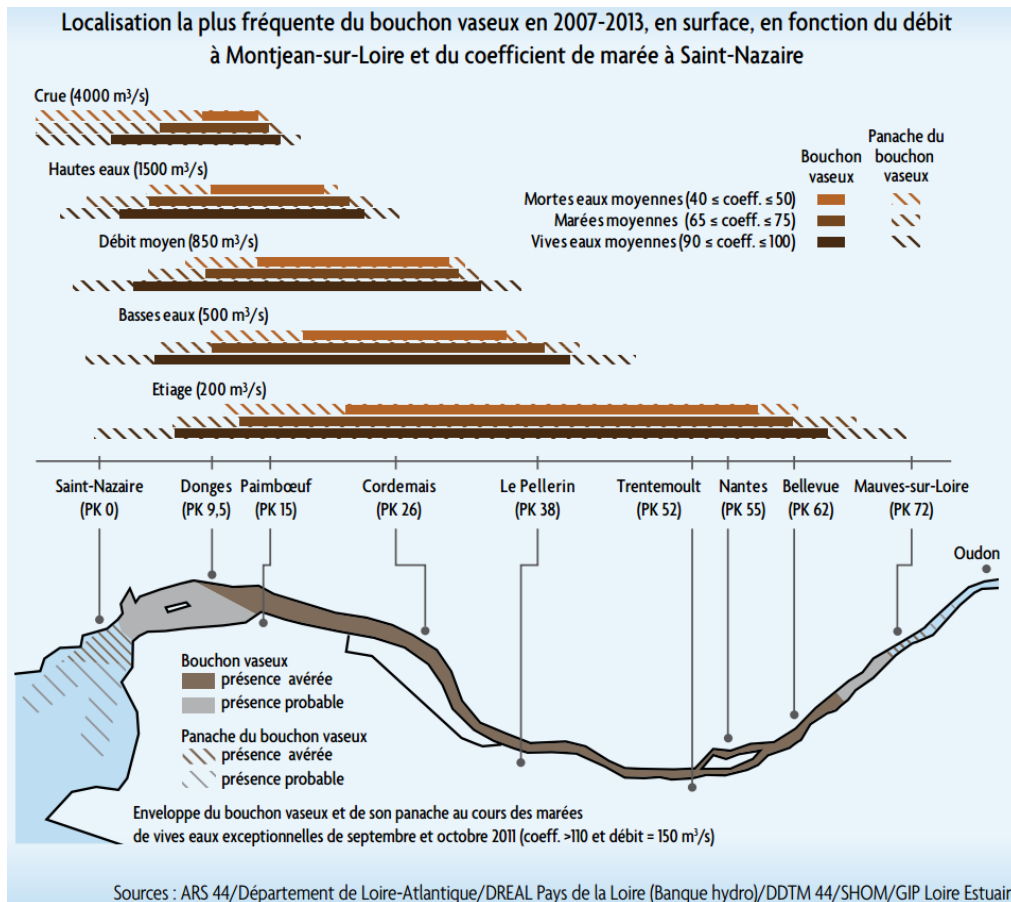 Localisation la plus fréquente du bouchon vaseux en 2007-2013, en surface, en fonction du débit
à Montjean-sur-Loire et du coefficient de marée à Saint-Nazaire
Crue (4000 m³/s)
Hautes eaux (1500 m³/s)
Débit moyen (850 m³/s)
Basses eaux (500 m³/s)
Etiage (200 m³/s)
Bouchon
vaseux
Panache du
bouchon
vaseux
Mortes eaux moyennes (40 ≤ coeff. ≤ 50)
Marées moyennes (65 ≤ coeff. ≤ 75)
Vives eaux moyennes (90 ≤ coeff. ≤ 100)
Saint-Nazaire
(PK 0)
Donges
(PK 9,5)
Paimbœuf
(PK 15)
Cordemais
(PK 26)
Le Pellerin
(PK 38)
Trentemoult
(PK 52)
Nantes
(PK 55)
Bellevue
(PK 62)
Mauves-sur-Loire
(PK 72)
Oudon
Bouchon vaseux
présence avérée
présence probable
Panache du bouchon vaseux
présence avérée
présence probable
Enveloppe du bouchon vaseux et de son panache au cours des marées
de vives eaux exceptionnelles de septembre et octobre 2011 (coeff. >110 et débit = 150 m³/s)
Sources : ARS 44/Département de Loire-Atlantique/DREAL Pays de la Loire (Banque hydro)/DDTM 44/SHOM/GIP Loire Estuair